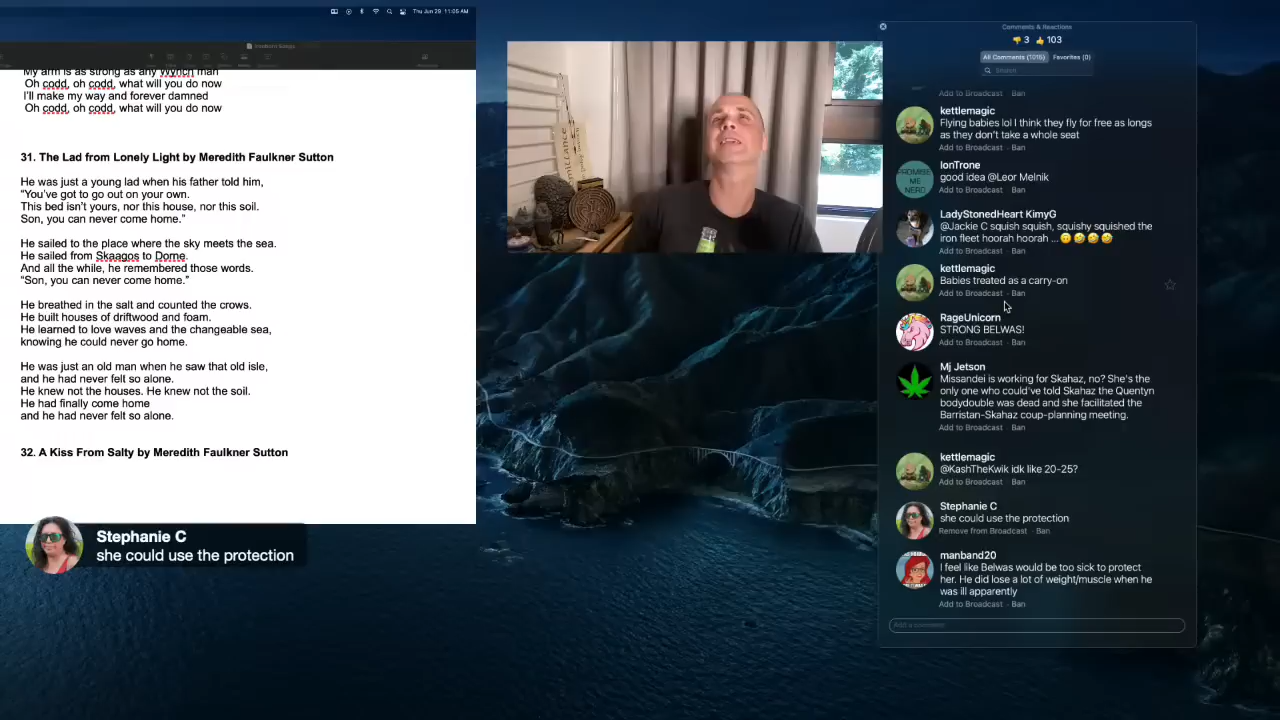 Thu Jun 29 11:05 AM
My arm is as strong as any Wynch man
Oh codd, oh codd, what will you do now
I'll make my way and forever damned
Oh codd, oh codd, what will you do now
31. The Lad from Lonely Light by Meredith Faulkner Sutton
He was just a young lad when his father told him,
"You've got to go out on your own.
This bed isn't yours, nor this house, nor this soil.
Son, you can never come home."
He sailed to the place where the sky meets the sea.
He sailed from Skaagos to Dorne.
And all the while, he remembered those words.
"Son, you can never come home."
He breathed in the salt and counted the crows.
He built houses of driftwood and foam.
He learned to love waves and the changeable sea,
knowing he could never go home.
He was just an old man when he saw that old isle,
and he had never felt so alone.
He knew not the houses. He knew not the soil.
He had finally come home
and he had never felt so alone.
32. A Kiss From Salty by Meredith Faulkner Sutton
Stephanie C
she could use the protection
Comments & Reactions
3 103
All Comments (1016) Favorites (0)
Search
Add to Broadcast · Ban
kettlemagic
Flying babies lol I think they fly for free as longs
as they don't take a whole seat
Add to Broadcast · Ban
PROMISE
ME
NERD
IonTrone
good idea @Leor Melnik
Add to Broadcast · Ban
LadyStonedHeart KimyG
@Jackie C squish squish, squishy squished the
iron fleet hoorah hoorah ...🙃🤣🤣🤣
Add to Broadcast · Ban
kettlemagic
Babies treated as a carry-on
Add to Broadcast · Ban
RageUnicorn
STRONG BELWAS!
Add to Broadcast · Ban
Mj Jetson
Missandei is working for Skahaz, no? She's the
only one who could've told Skahaz the Quentyn
bodydouble was dead and she facilitated the
Barristan-Skahaz coup-planning meeting.
Add to Broadcast · Ban
kettlemagic
@KashTheKwik idk like 20-25?
Add to Broadcast · Ban
Stephanie C
she could use the protection
Remove from Broadcast · Ban
manband20
I feel like Belwas would be too sick to protect
her. He did lose a lot of weight/muscle when he
was ill apparently
Add to Broadcast · Ban
Add a comment